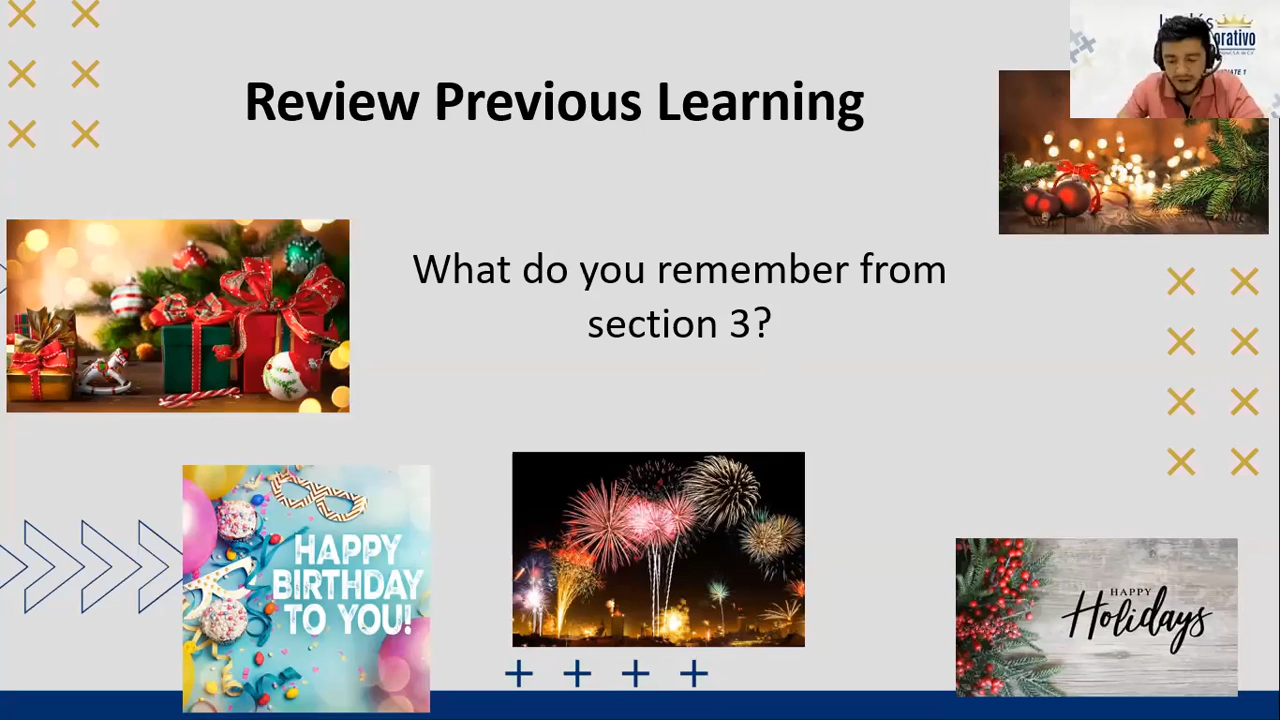 Review Previous Learning
What do you remember from
section 3?
HAPPY
BIRTHDAY
TO YOU!
HAPPY
Holidays